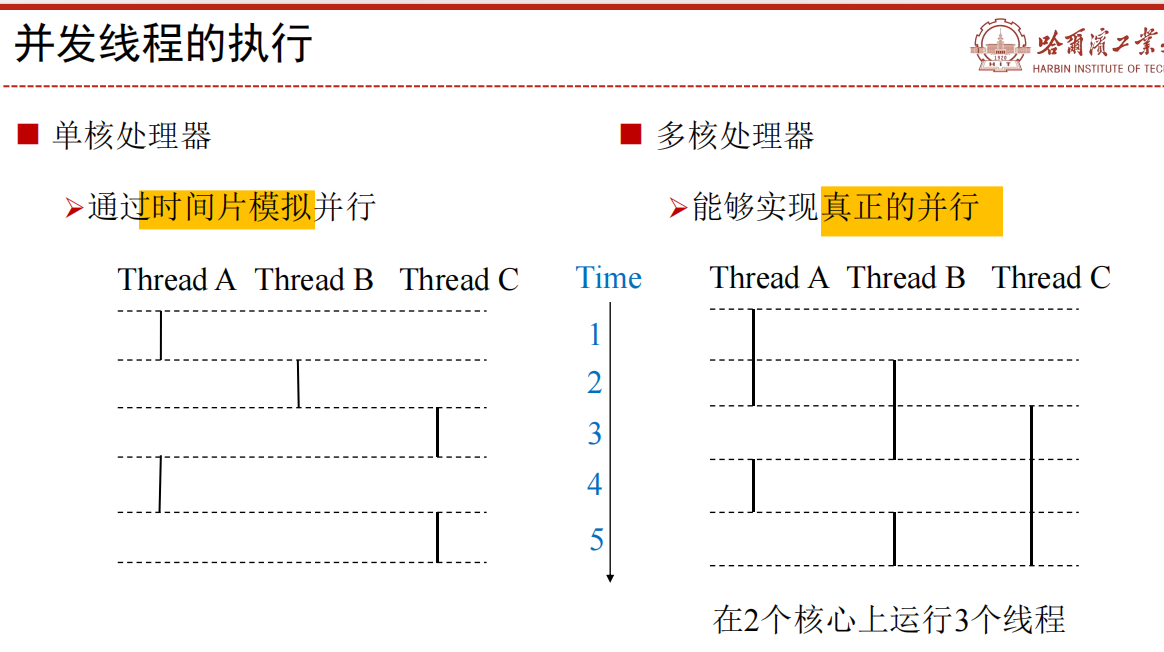 并发线程的执行
哈爾濱工業
HARBIN INSTITUTE OF TEC
单核处理器
通过时间片模拟并行
Thread A Thread B Thread C
Time
1
2
3
4
5
多核处理器
能够实现真正的并行
Thread A Thread B Thread C
在2个核心上运行3个线程